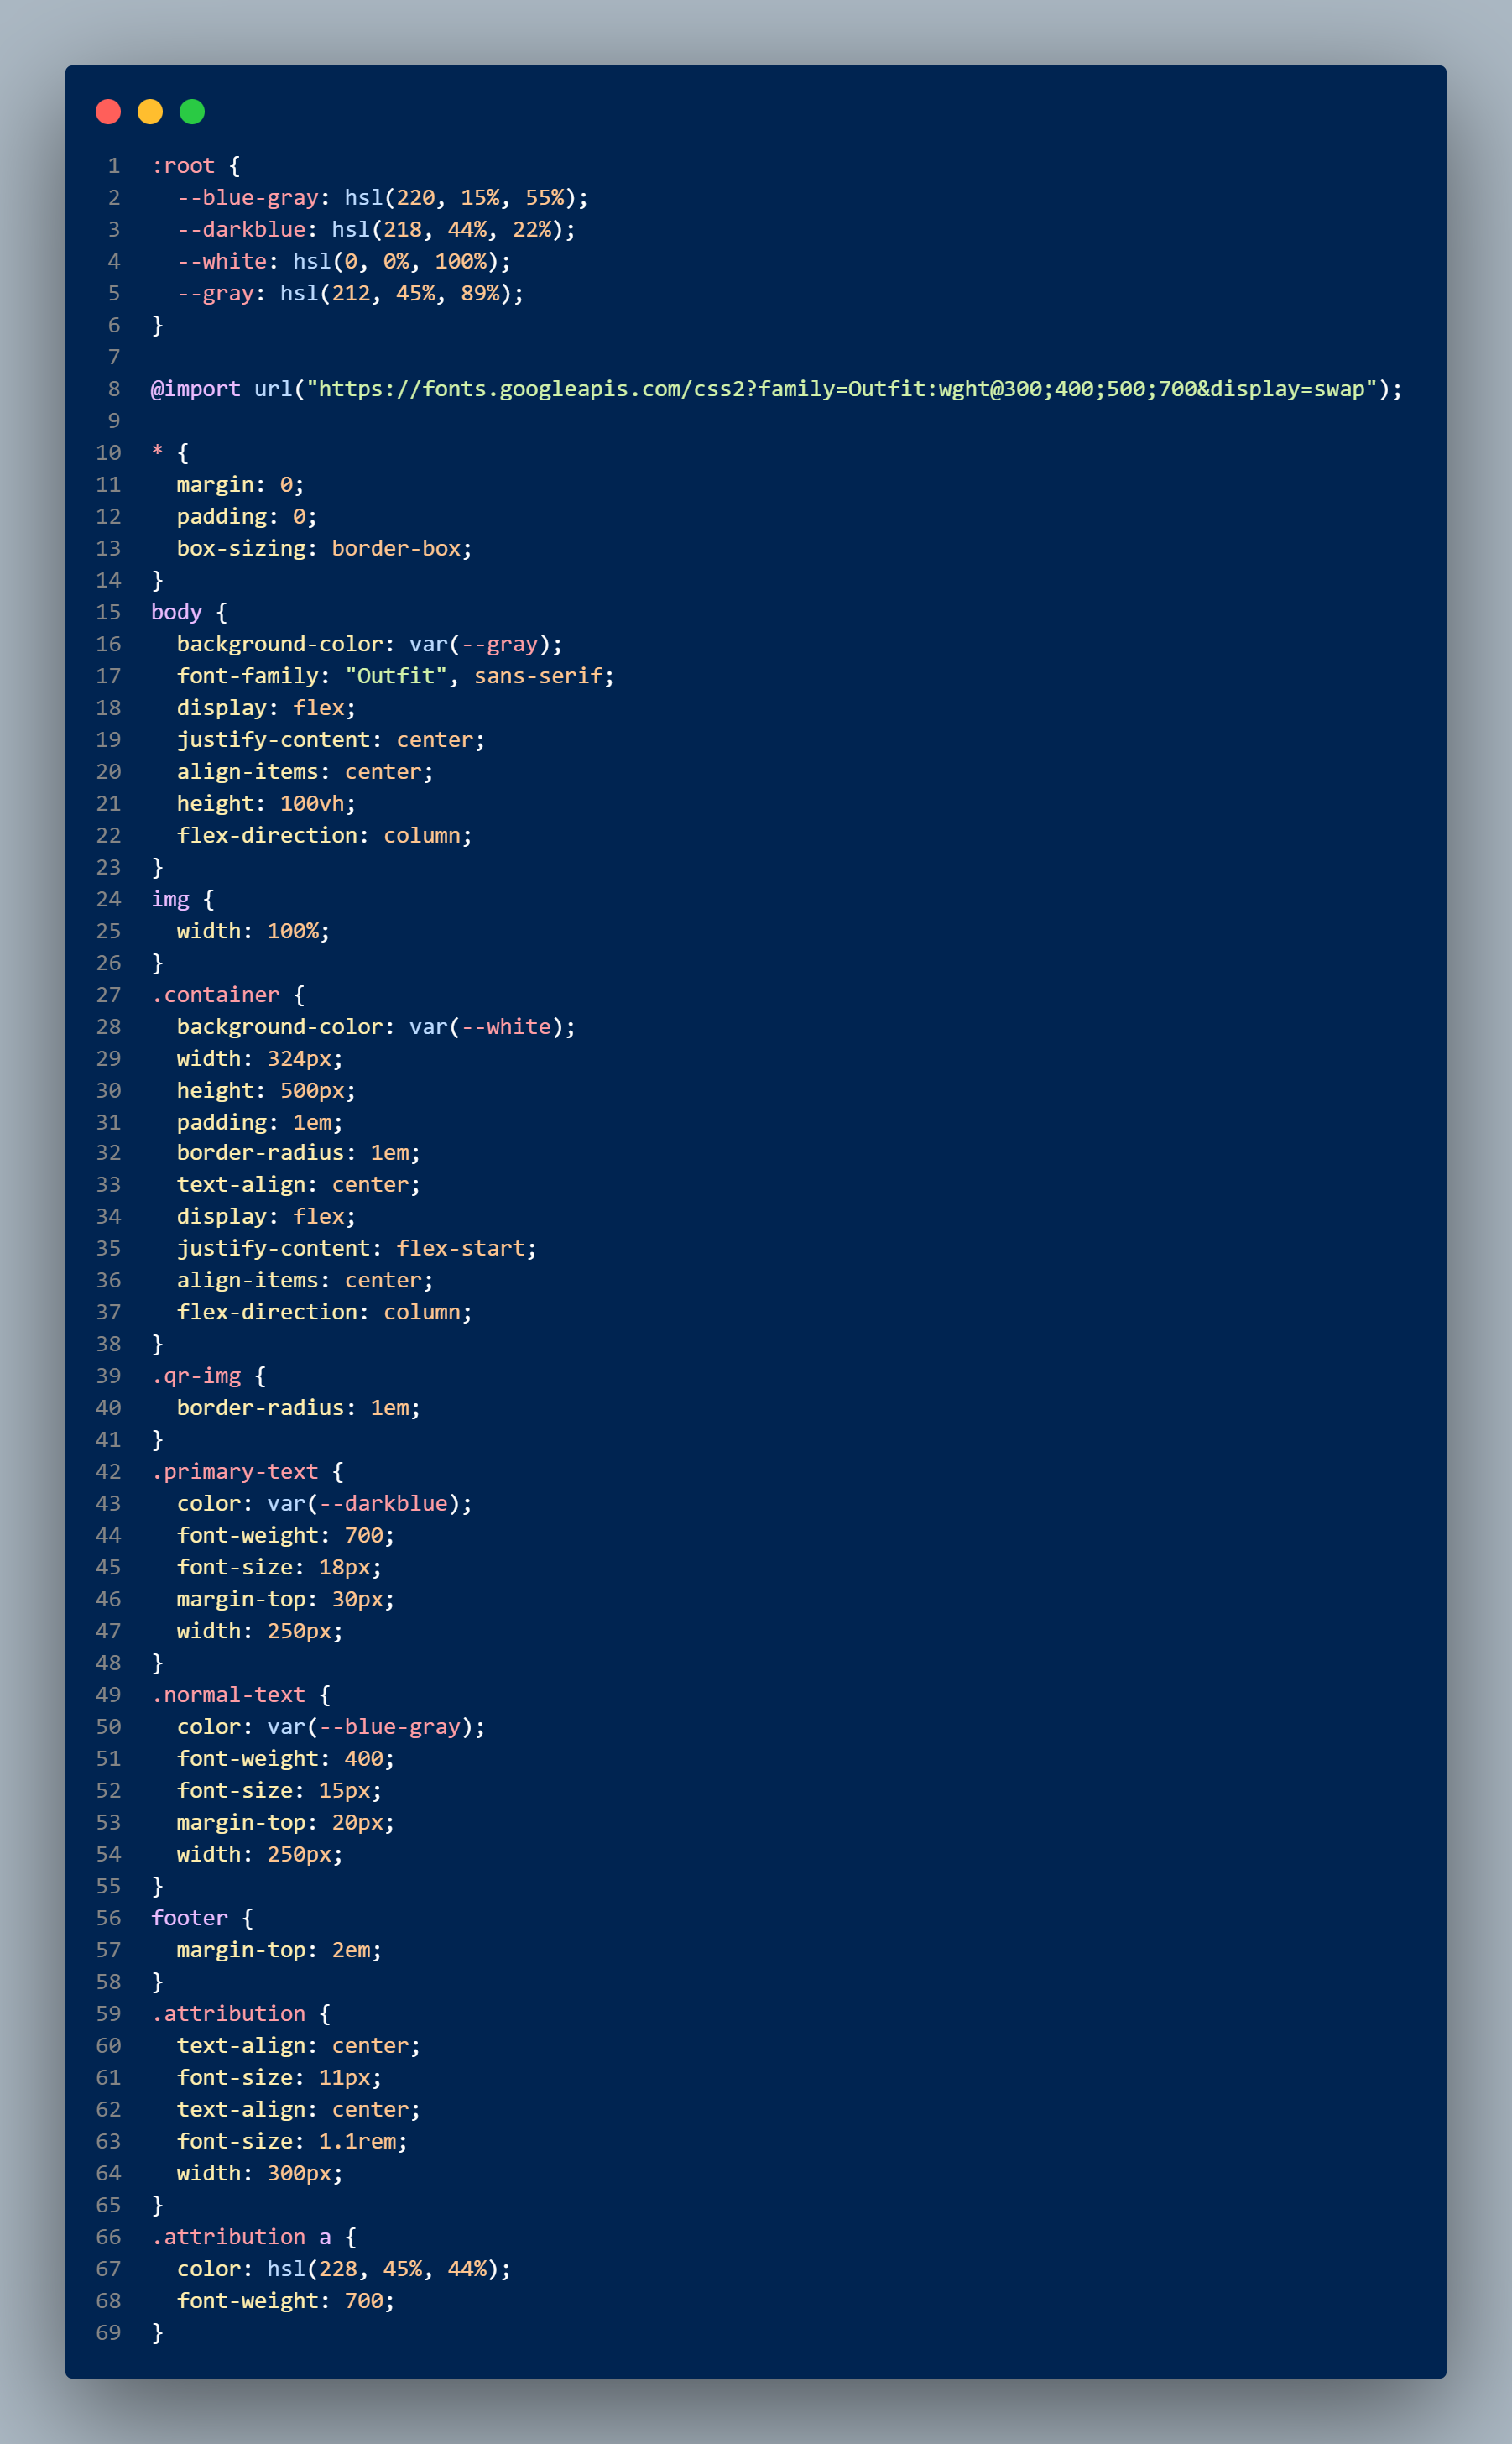 1 :root {
2   --blue-gray: hsl(220, 15%, 55%);
3   --darkblue: hsl(218, 44%, 22%);
4   --white: hsl(0, 0%, 100%);
5   --gray: hsl(212, 45%, 89%);
6 }
7
8 @import url("https://fonts.googleapis.com/css2?family=Outfit:wght@300;400;500;700&display=swap");
9
10 * {
11   margin: 0;
12   padding: 0;
13   box-sizing: border-box;
14 }
15 body {
16   background-color: var(--gray);
17   font-family: "Outfit", sans-serif;
18   display: flex;
19   justify-content: center;
20   align-items: center;
21   height: 100vh;
22   flex-direction: column;
23 }
24 img {
25   width: 100%;
26 }
27 .container {
28   background-color: var(--white);
29   width: 324px;
30   height: 500px;
31   padding: 1em;
32   border-radius: 1em;
33   text-align: center;
34   display: flex;
35   justify-content: flex-start;
36   align-items: center;
37   flex-direction: column;
38 }
39 .qr-img {
40   border-radius: 1em;
41 }
42 .primary-text {
43   color: var(--darkblue);
44   font-weight: 700;
45   font-size: 18px;
46   margin-top: 30px;
47   width: 250px;
48 }
49 .normal-text {
50   color: var(--blue-gray);
51   font-weight: 400;
52   font-size: 15px;
53   margin-top: 20px;
54   width: 250px;
55 }
56 footer {
57   margin-top: 2em;
58 }
59 .attribution {
60   text-align: center;
61   font-size: 11px;
62   text-align: center;
63   font-size: 1.1rem;
64   width: 300px;
65 }
66 .attribution a {
67   color: hsl(228, 45%, 44%);
68   font-weight: 700;
69 }